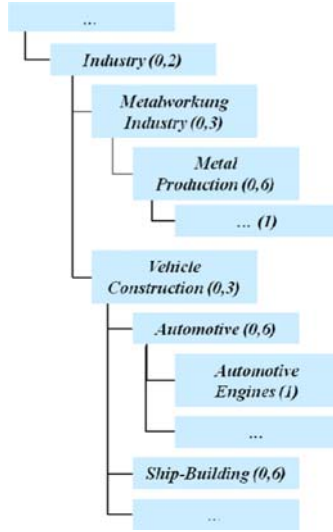 ...
Industry (0,2)
Metalworkung
Industry (0,3)
Metal
Production (0,6)
... (1)
Vehicle
Construction (0,3)
Automotive (0,6)
Automotive
Engines (1)
...
Ship-Building (0,6)
...